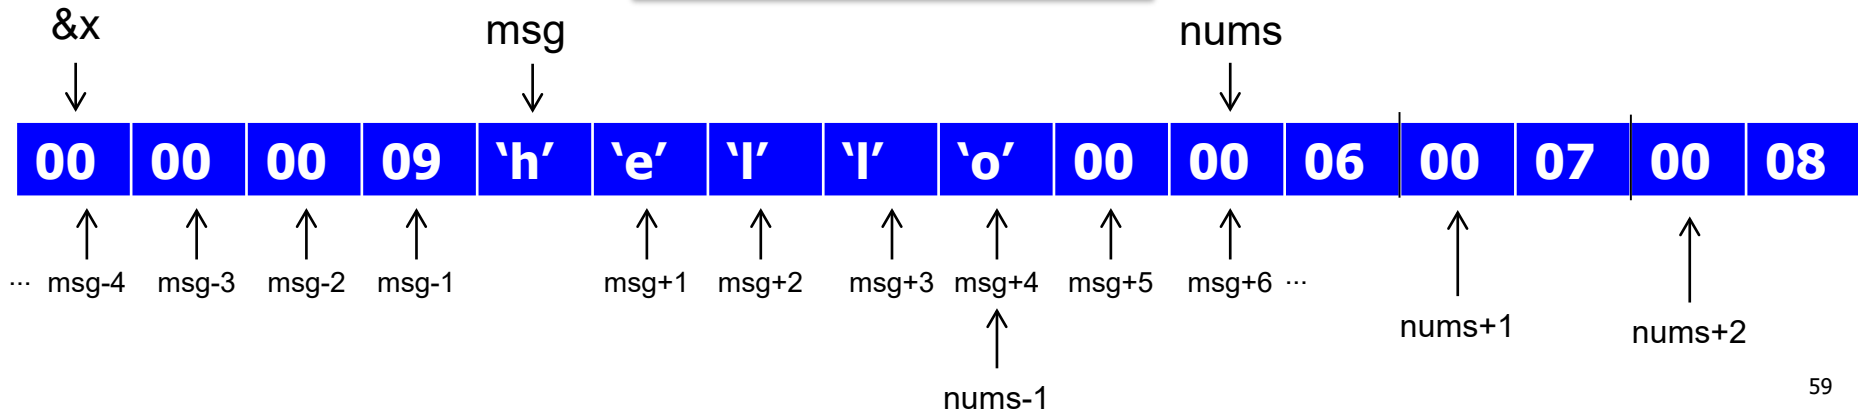 &x msg nums
00 00 00 09 ‘h’ ‘e’ ‘l’ ‘l’ ‘o’ 00 00 06 00 07 00 08
... msg-4 msg-3 msg-2 msg-1 msg+1 msg+2 msg+3 msg+4 msg+5 msg+6 ...
nums+1 nums+2
nums-1
59